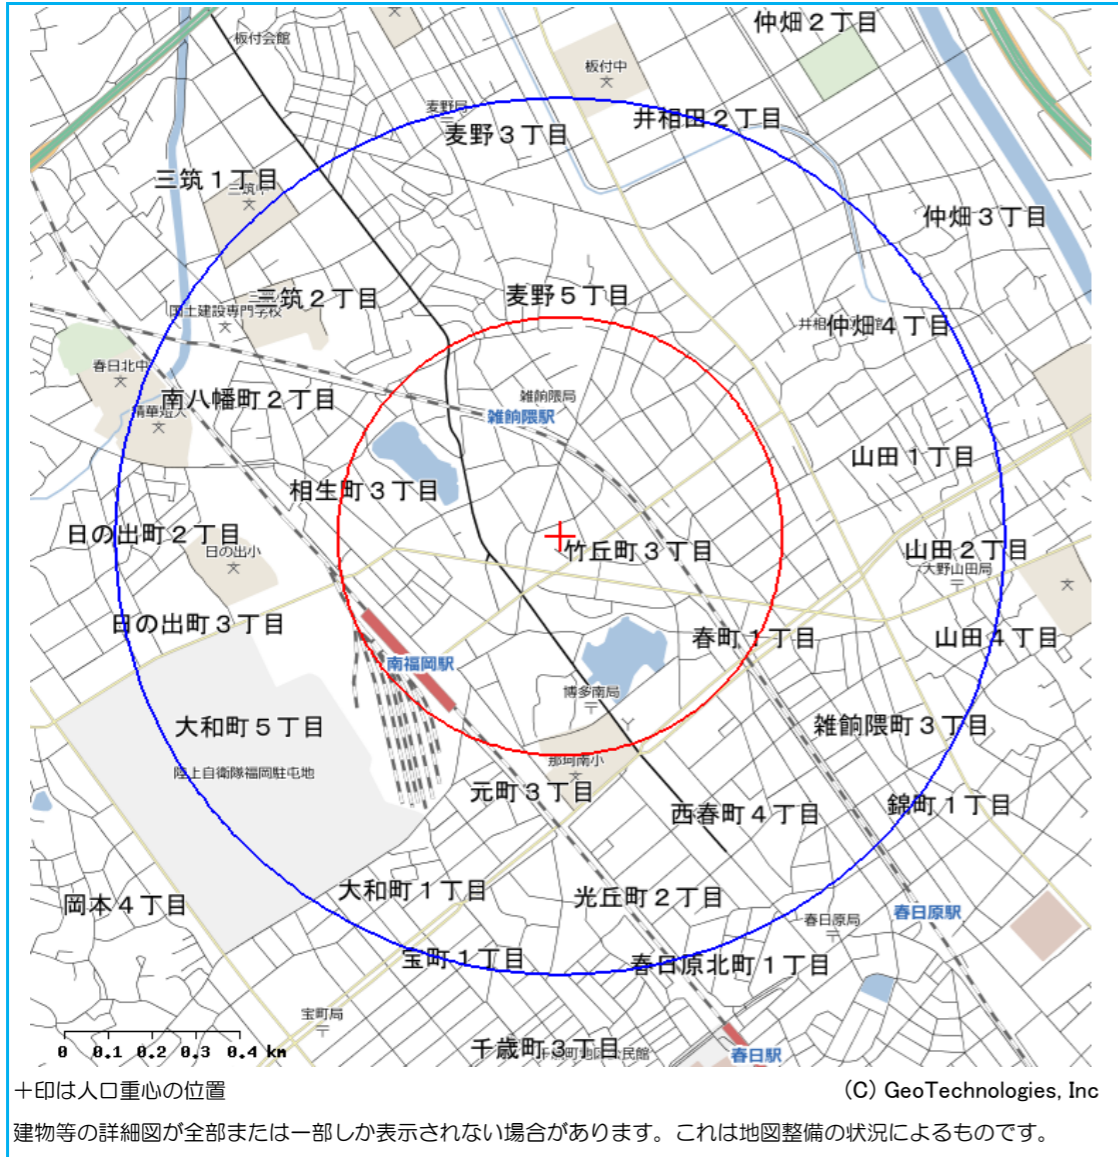 仲畑２丁目
板付会館
板付中
麦野局
井相田２丁目
麦野３丁目
三筑１丁目
三筑中
仲畑３丁目
麦野５丁目
三筑２丁目
国土建設専門学校
仲畑４丁目
春日北中
雑餉隈局
南八幡町２丁目
雑餉隈駅
山田１丁目
相生町３丁目
日の出町２丁目
日の出小
竹丘町３丁目
山田２丁目
大野山田局
日の出町３丁目
春町１丁目
山田４丁目
南福岡駅
博多南局
大和町５丁目
雑餉隈町３丁目
陸上自衛隊福岡駐屯地
那珂南小
元町３丁目
西春町４丁目
錦町１丁目
大和町１丁目
光丘町２丁目
岡本４丁目
春日原局
春日原駅
宝町１丁目
春日原北町１丁目
宝町局
千歳町３丁目
春日駅
0 0.1 0.2 0.3 0.4 km
＋印は人口重心の位置
(C) GeoTechnologies, Inc
建物等の詳細図が全部または一部しか表示されない場合があります。これは地図整備の状況によるものです。